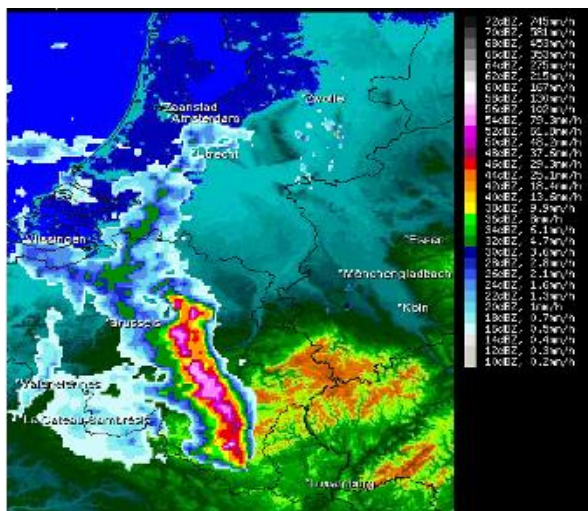 Zaanstad
Amsterdam
Zwolle
Utrecht
Vlissingen
Essen
Mönchengladbach
Köln
Brussels
Valenciennes
Le Cateau-Cambrésis
Luxembourg
72dBZ, 745mm/h
70dBZ, 581mm/h
68dBZ, 453mm/h
66dBZ, 353mm/h
64dBZ, 275mm/h
62dBZ, 215mm/h
60dBZ, 167mm/h
58dBZ, 130mm/h
56dBZ, 102mm/h
54dBZ, 79.3mm/h
52dBZ, 61.8mm/h
50dBZ, 48.2mm/h
48dBZ, 37.5mm/h
46dBZ, 29.3mm/h
44dBZ, 25.1mm/h
42dBZ, 18.4mm/h
40dBZ, 13.6mm/h
38dBZ, 9.9mm/h
36dBZ, 8mm/h
34dBZ, 6.1mm/h
32dBZ, 4.7mm/h
30dBZ, 3.6mm/h
28dBZ, 2.8mm/h
26dBZ, 2.1mm/h
24dBZ, 1.6mm/h
22dBZ, 1.3mm/h
20dBZ, 1mm/h
18dBZ, 0.7mm/h
16dBZ, 0.5mm/h
14dBZ, 0.4mm/h
12dBZ, 0.3mm/h
10dBZ, 0.2mm/h